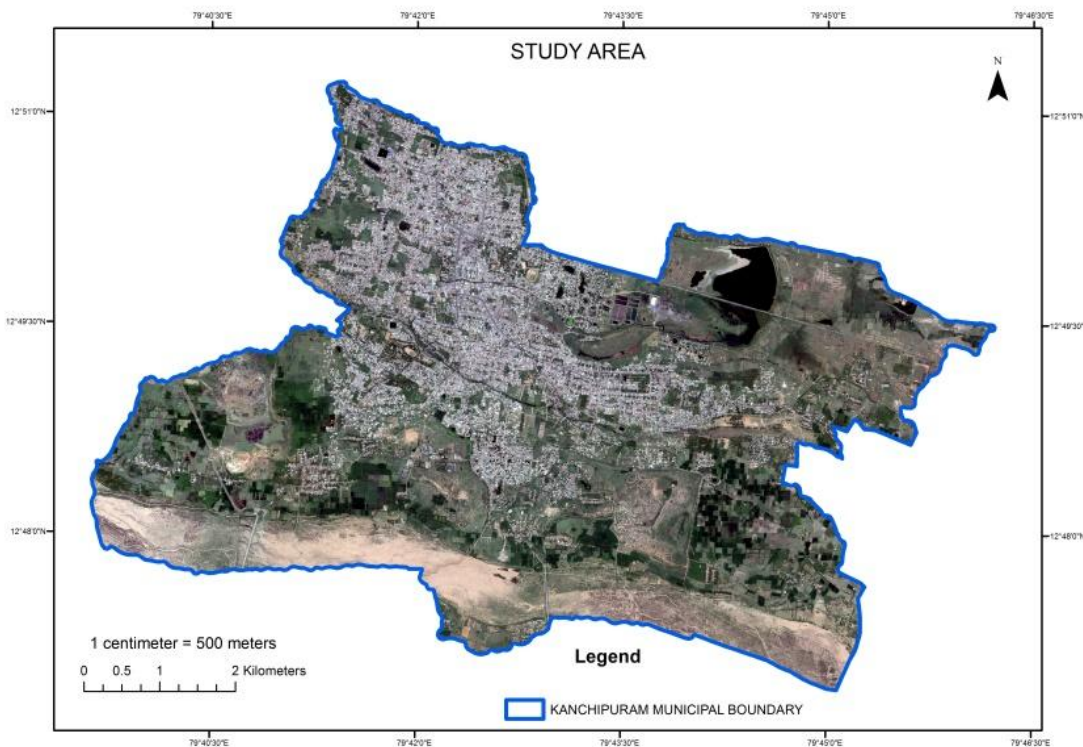 79°40'30"E 79°42'0"E 79°43'30"E 79°45'0"E 79°46'30"E
STUDY AREA
N
12°51'0"N 12°51'0"N
12°49'30"N 12°49'30"N
12°48'0"N 12°48'0"N
1 centimeter = 500 meters
0 0.5 1 2 Kilometers
Legend
KANCHIPURAM MUNICIPAL BOUNDARY
79°40'30"E 79°42'0"E 79°43'30"E 79°45'0"E 79°46'30"E